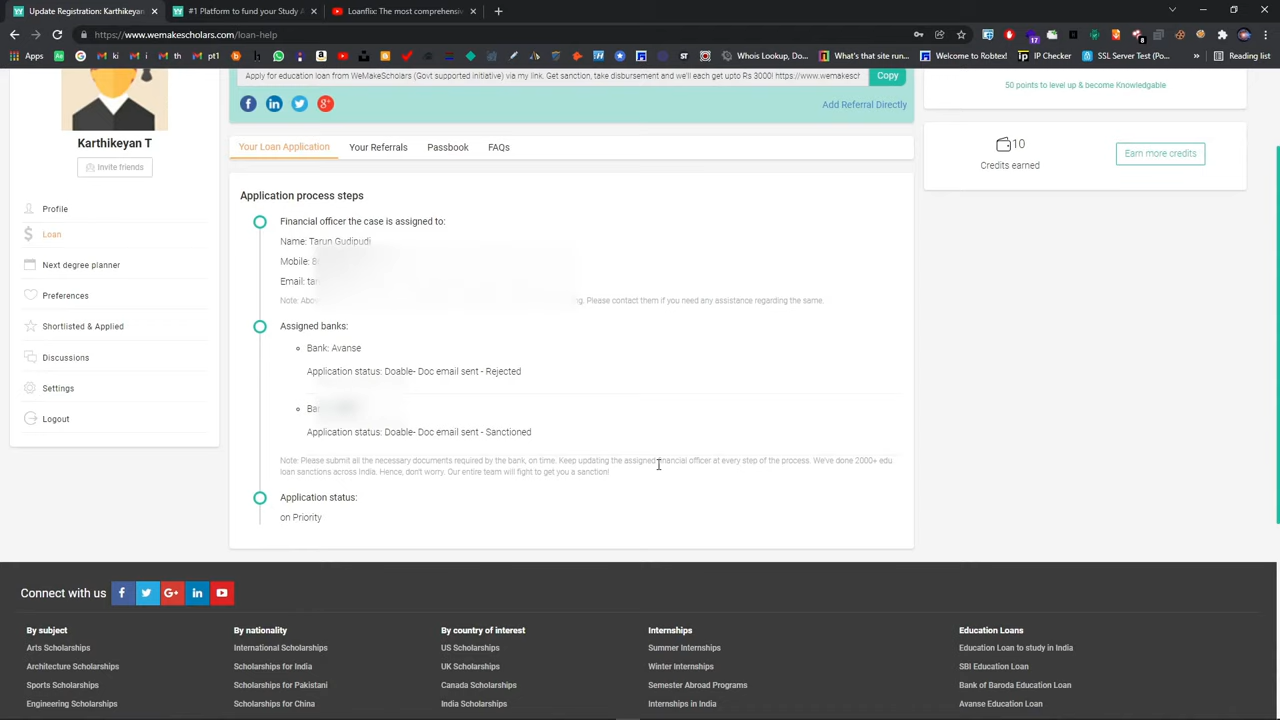 Update Registration: Karthikeyan
#1 Platform to fund your Study A
Loanflix: The most comprehensiv
https://www.wemakescholars.com/loan-help
Apps
kt
i
pt1
b
Whois Lookup, Do...
What's that site run...
Welcome to Robtex!
IP Checker
SSL Server Test (Po...
Reading list
Apply for education loan from WeMakeScholars (Govt supported initiative) via my link. Get sanction, take disbursement and we'll each get upto Rs 3000! https://www.wemakescr
Copy
50 points to level up & become Knowledgable
Add Referral Directly
Karthikeyan T
Invite friends
Your Loan Application
Your Referrals
Passbook
FAQs
10
Credits earned
Earn more credits
Profile
Loan
Next degree planner
Preferences
Shortlisted & Applied
Discussions
Settings
Logout
Application process steps
Financial officer the case is assigned to:
Name: Tarun Gudipudi
Mobile: 8
Email: tar
Note: Abov
ng. Please contact them if you need any assistance regarding the same.
Assigned banks:
Bank: Avanse
Application status: Doable- Doc email sent - Rejected
Ba
Application status: Doable- Doc email sent - Sanctioned
Note: Please submit all the necessary documents required by the bank, on time. Keep updating the assigned financial officer at every step of the process. We've done 2000+ edu
loan sanctions across India. Hence, don't worry. Our entire team will fight to get you a sanction!
Application status:
on Priority
Connect with us
By subject
Arts Scholarships
Architecture Scholarships
Sports Scholarships
Engineering Scholarships
By nationality
International Scholarships
Scholarships for India
Scholarships for Pakistani
Scholarships for China
By country of interest
US Scholarships
UK Scholarships
Canada Scholarships
India Scholarships
Internships
Summer Internships
Winter Internships
Semester Abroad Programs
Internships in India
Education Loans
Education Loan to study in India
SBI Education Loan
Bank of Baroda Education Loan
Avanse Education Loan